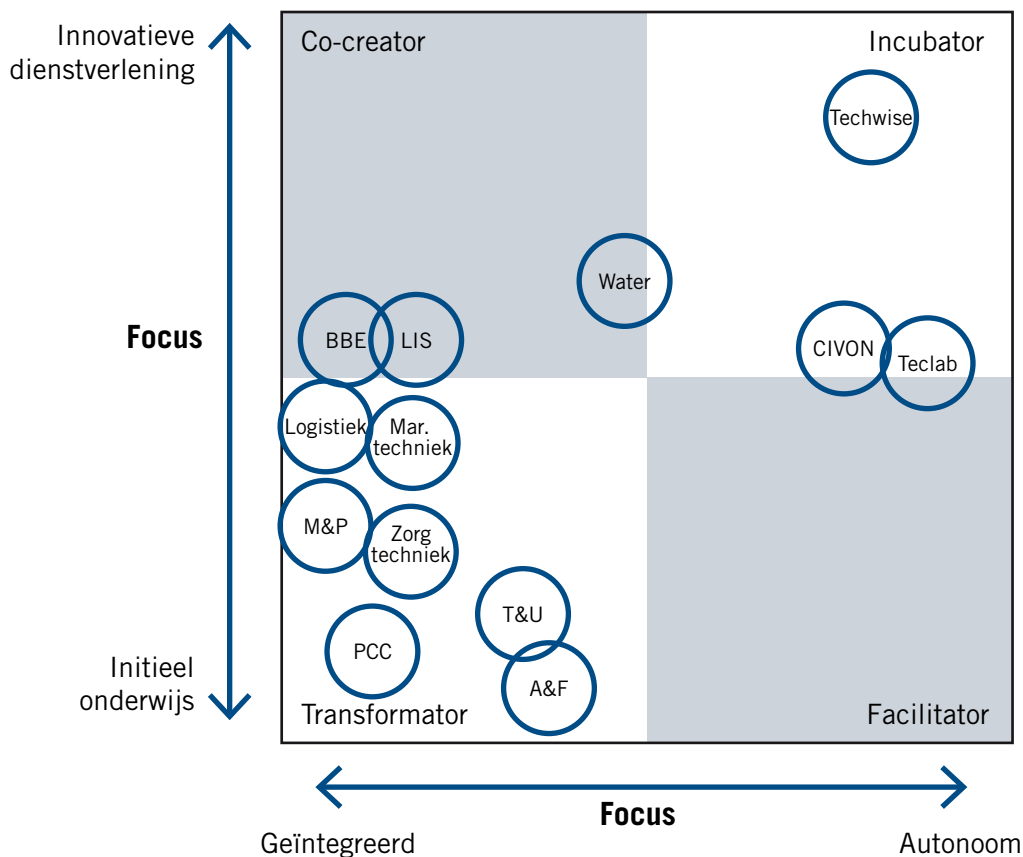 Innovatieve
dienstverlening
Co-creator
Incubator
Techwise
Water
Focus
BBE
LIS
CIVON
Teclab
Logistiek
Mar.
techniek
M&P
Zorg
techniek
T&U
PCC
A&F
Initieel
onderwijs
Transformator
Facilitator
Focus
Geïntegreerd
Autonoom